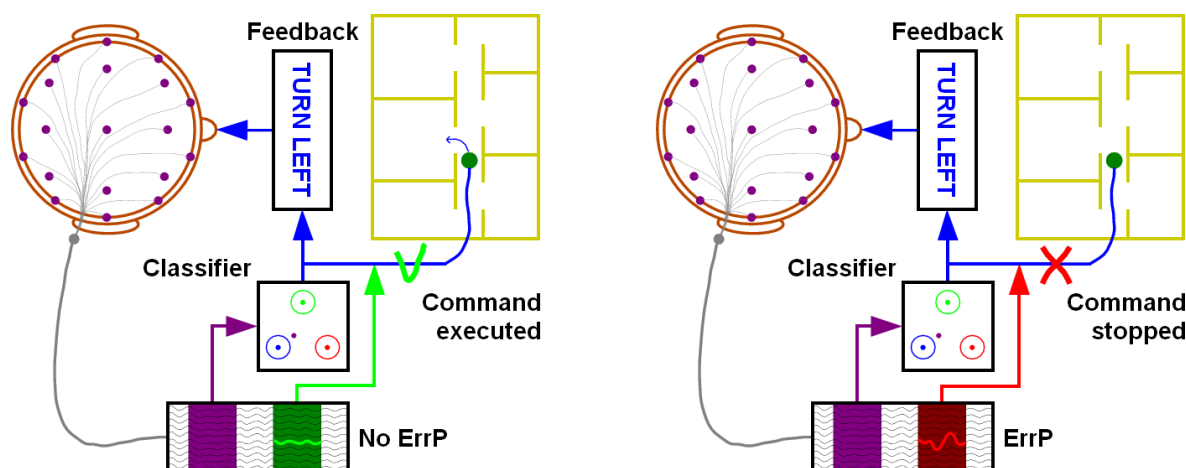 Feedback
TURN LEFT
Classifier
Command
executed
No ErrP
Feedback
TURN LEFT
Classifier
Command
stopped
ErrP